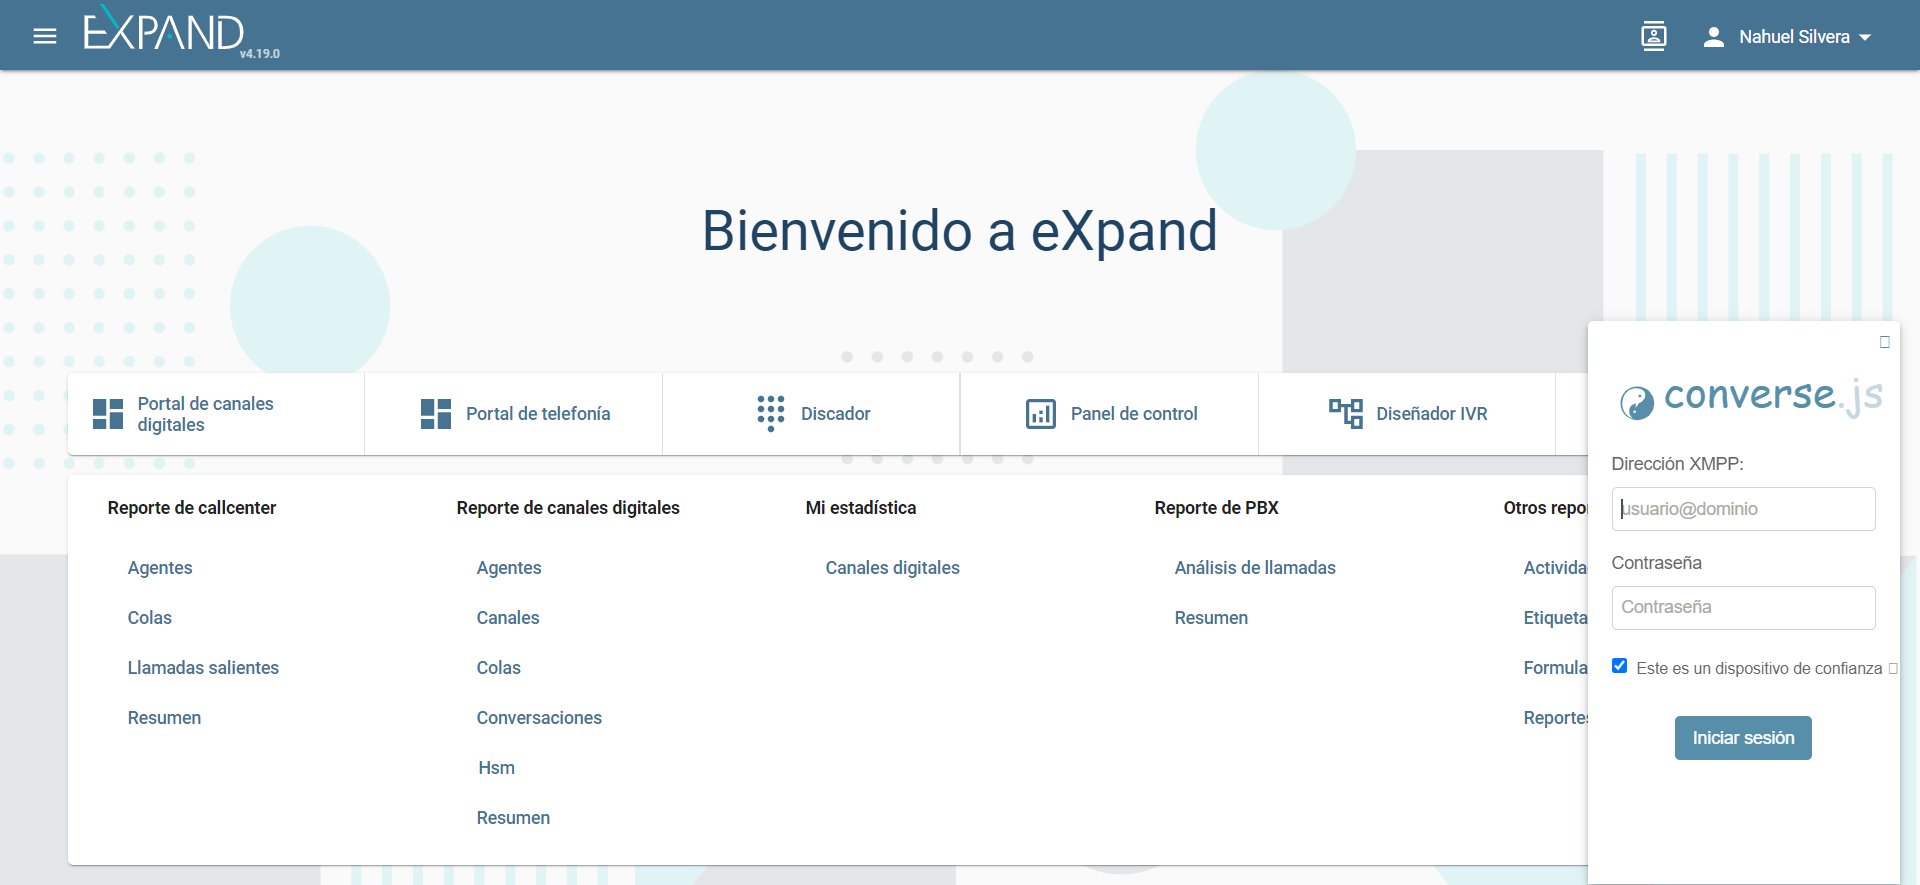 EXPAND
v4.19.0
Nahuel Silvera
Bienvenido a eXpand
Portal de canales
digitales
Portal de telefonía
Discador
Panel de control
Diseñador IVR
Reporte de callcenter
Agentes
Colas
Llamadas salientes
Resumen
Reporte de canales digitales
Agentes
Canales
Colas
Conversaciones
Hsm
Resumen
Mi estadística
Canales digitales
Reporte de PBX
Análisis de llamadas
Resumen
Otros repo
Activida
Etiqueta
Formula
Reportes
converse.js
Dirección XMPP:
usuario@dominio
Contraseña
Contraseña
Este es un dispositivo de confianza
Iniciar sesión